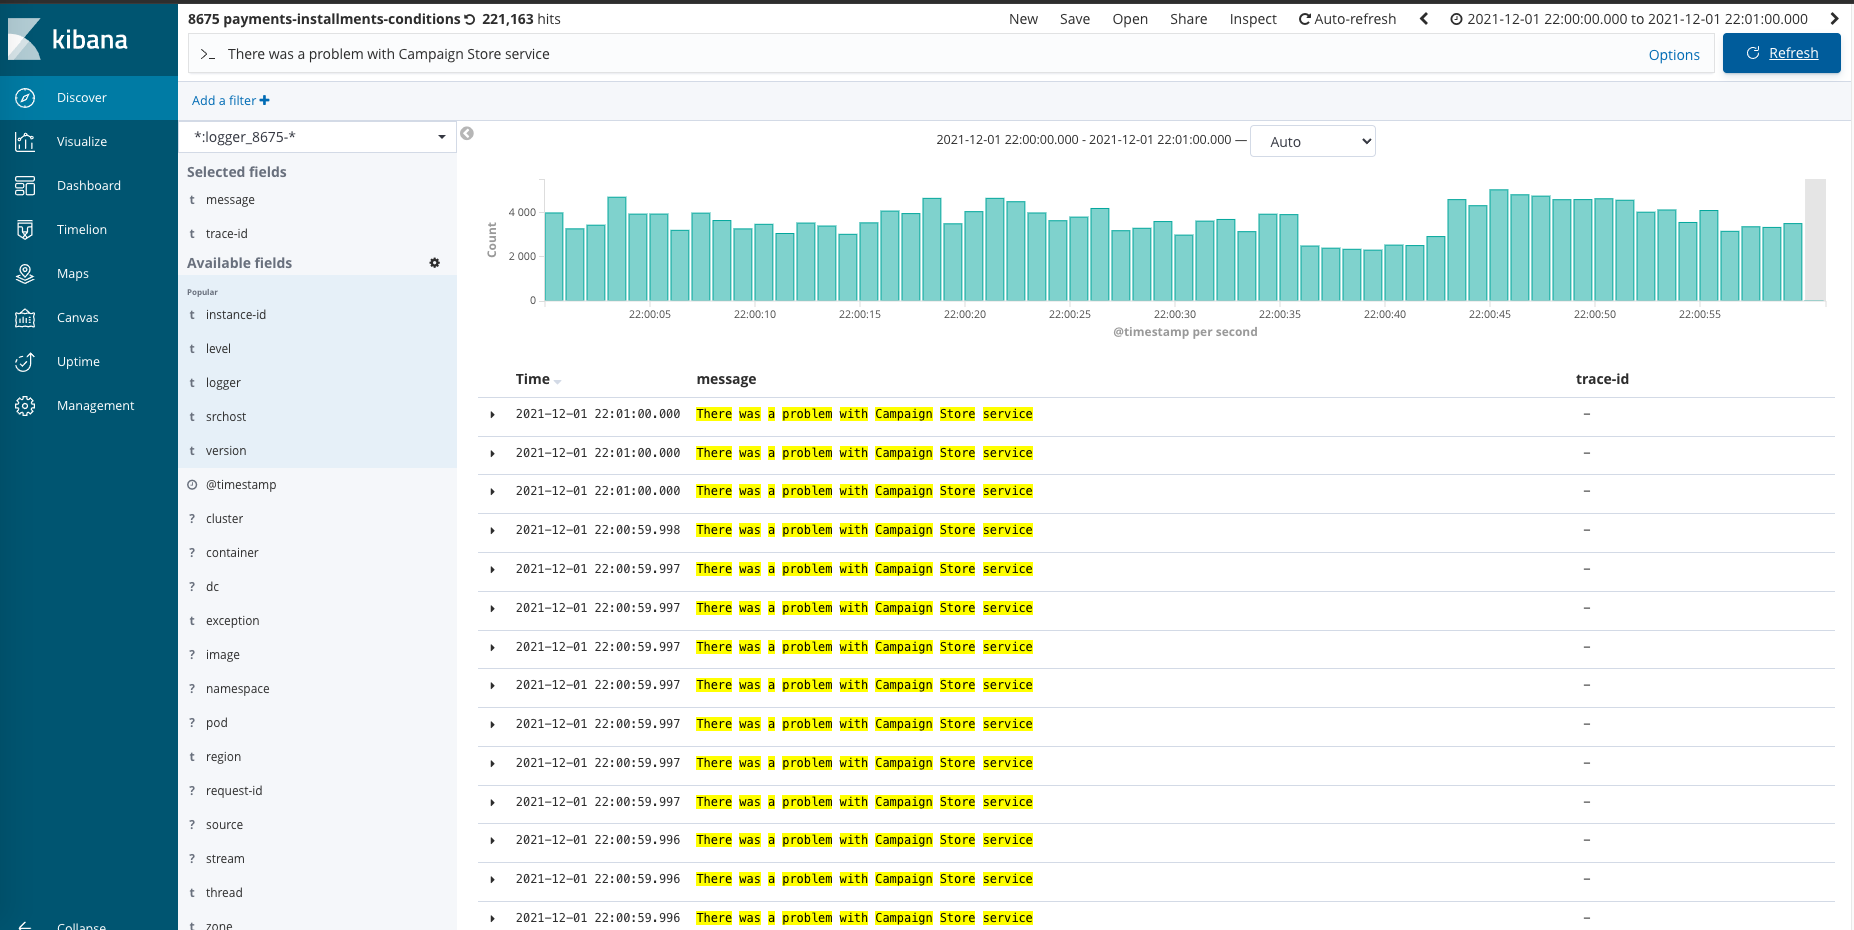 kibana
Discover
Visualize
Dashboard
Timelion
Maps
Canvas
Uptime
Management
Collapse
8675 payments-installments-conditions 221,163 hits
New Save Open Share Inspect Auto-refresh 2021-12-01 22:00:00.000 to 2021-12-01 22:01:00.000
>_ There was a problem with Campaign Store service Options Refresh
Add a filter +
*:logger_8675-*
Selected fields
t message
t trace-id
Available fields
Popular
t instance-id
t level
t logger
t srchost
t version
@timestamp
? cluster
? container
? dc
t exception
? image
? namespace
? pod
t region
? request-id
? source
? stream
t thread
t zone
2021-12-01 22:00:00.000 - 2021-12-01 22:01:00.000 — Auto
Count
4 000
2 000
0
22:00:05 22:00:10 22:00:15 22:00:20 22:00:25 22:00:30 22:00:35 22:00:40 22:00:45 22:00:50 22:00:55
@timestamp per second
Time message trace-id
2021-12-01 22:01:00.000 There was a problem with Campaign Store service –
2021-12-01 22:01:00.000 There was a problem with Campaign Store service –
2021-12-01 22:01:00.000 There was a problem with Campaign Store service –
2021-12-01 22:00:59.998 There was a problem with Campaign Store service –
2021-12-01 22:00:59.997 There was a problem with Campaign Store service –
2021-12-01 22:00:59.997 There was a problem with Campaign Store service –
2021-12-01 22:00:59.997 There was a problem with Campaign Store service –
2021-12-01 22:00:59.997 There was a problem with Campaign Store service –
2021-12-01 22:00:59.997 There was a problem with Campaign Store service –
2021-12-01 22:00:59.997 There was a problem with Campaign Store service –
2021-12-01 22:00:59.997 There was a problem with Campaign Store service –
2021-12-01 22:00:59.996 There was a problem with Campaign Store service –
2021-12-01 22:00:59.996 There was a problem with Campaign Store service –
2021-12-01 22:00:59.996 There was a problem with Campaign Store service –